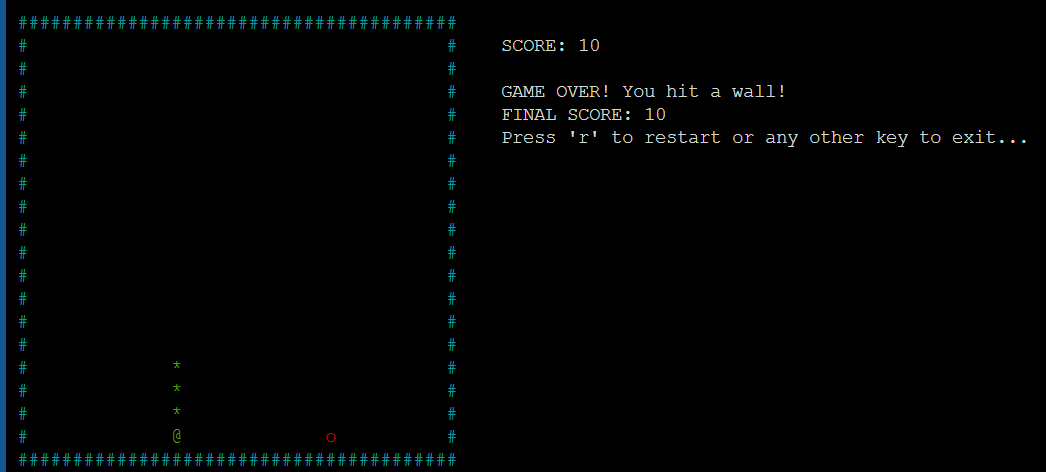 ########################################
#                                      #    SCORE: 10
#                                      #
#                                      #    GAME OVER! You hit a wall!
#                                      #    FINAL SCORE: 10
#                                      #    Press 'r' to restart or any other key to exit...
#                                      #
#                                      #
#                                      #
#                                      #
#                                      #
#                                      #
#                                      #
#                                      #
#                                      #
#             *                        #
#             *                        #
#             *                        #
#             @             o          #
########################################